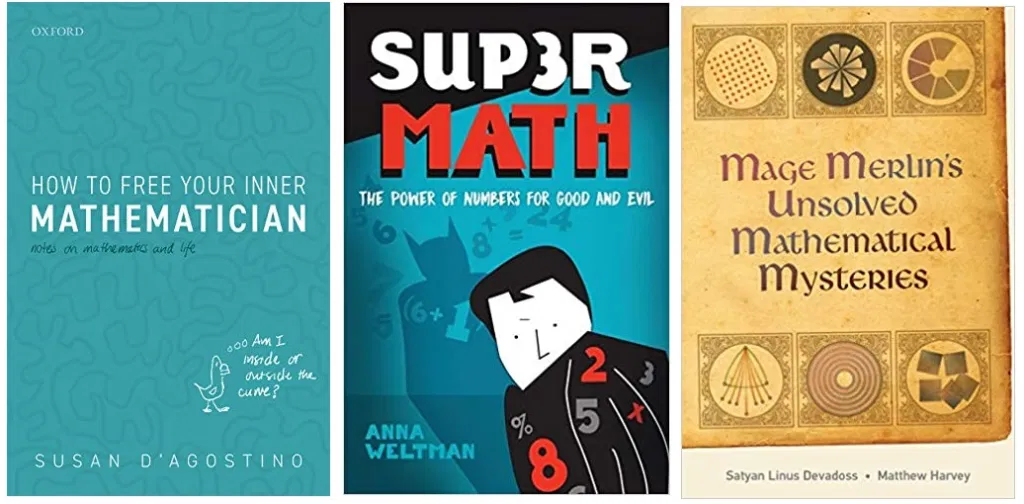 OXFORD
HOW TO FREE YOUR INNER
MATHEMATICIAN
notes on mathematics and life
Am I
inside or
outside the
curve?
SUSAN D'AGOSTINO
SUP3R
MATH
THE POWER OF NUMBERS FOR GOOD AND EVIL
8
x
= 24
(6+1
2
3
5
x
%
8
ANNA
WELTMAN
Mage Merlin's
Unsolved
Mathematical
Mysteries
Satyan Linus Devadoss • Matthew Harvey